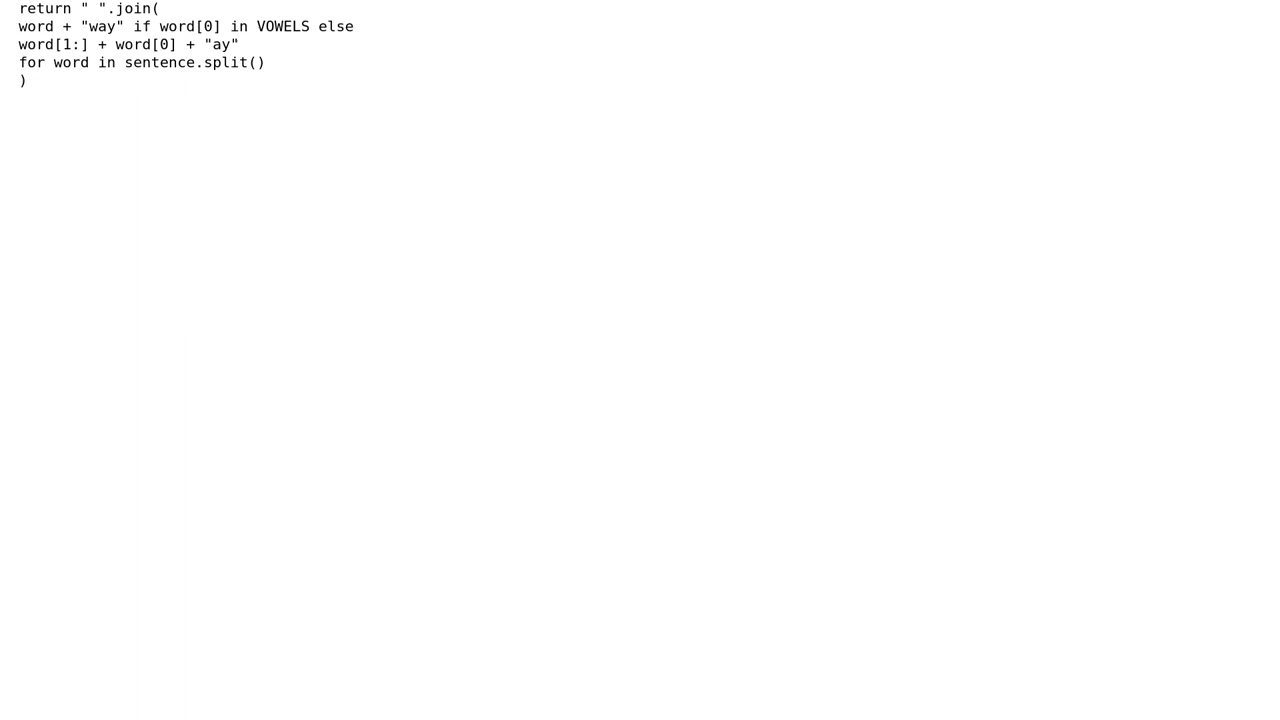 return " ".join(
word + "way" if word[0] in VOWELS else
word[1:] + word[0] + "ay"
for word in sentence.split()
)